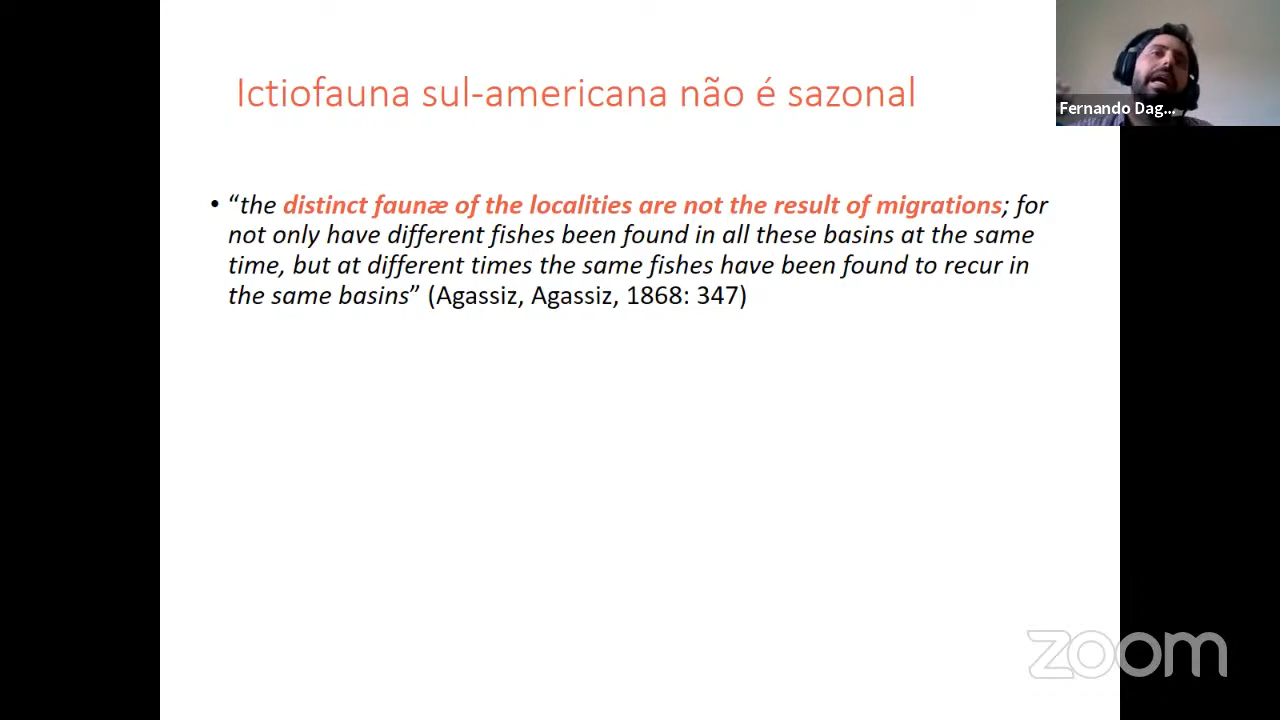 Ictiofauna sul-americana não é sazonal
Fernando Dag...
• “the distinct faunæ of the localities are not the result of migrations; for
not only have different fishes been found in all these basins at the same
time, but at different times the same fishes have been found to recur in
the same basins” (Agassiz, Agassiz, 1868: 347)
zoom